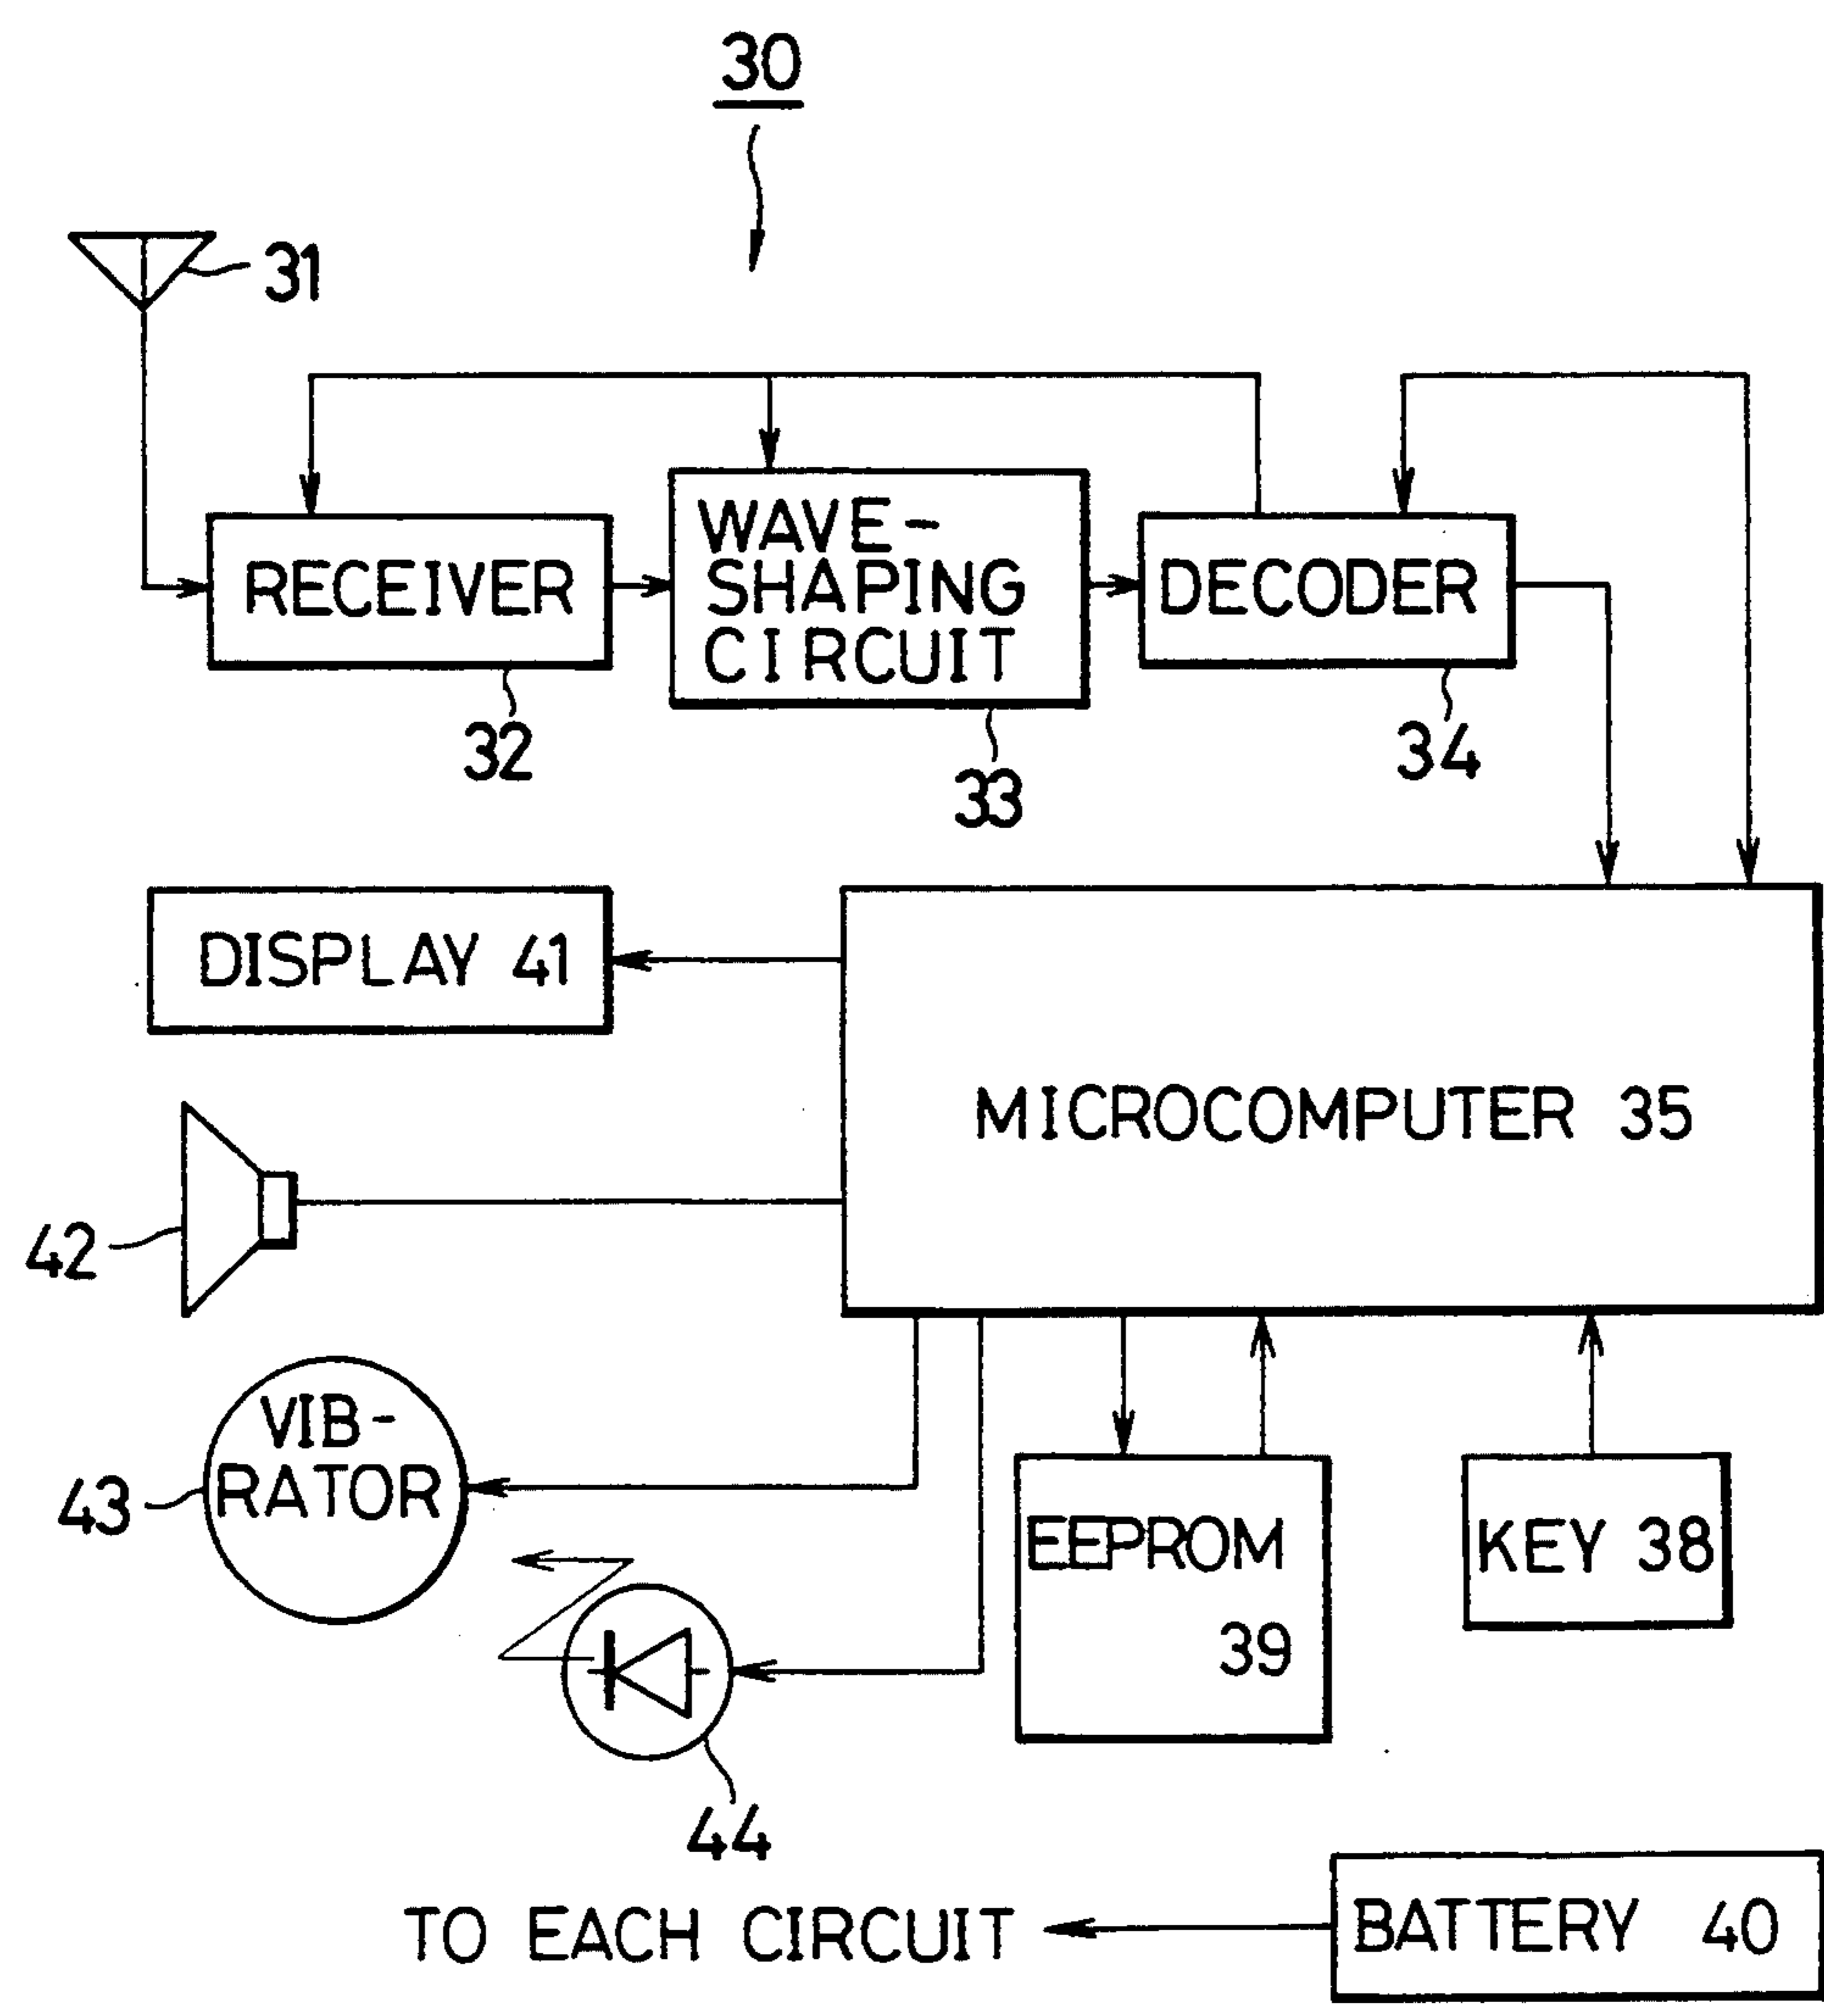 30
31
RECEIVER
WAVE-
SHAPING
CIRCUIT
DECODER
32
33
34
DISPLAY 41
MICROCOMPUTER 35
42
VIB-
RATOR
43
EEPROM
39
KEY 38
44
TO EACH CIRCUIT
BATTERY 40